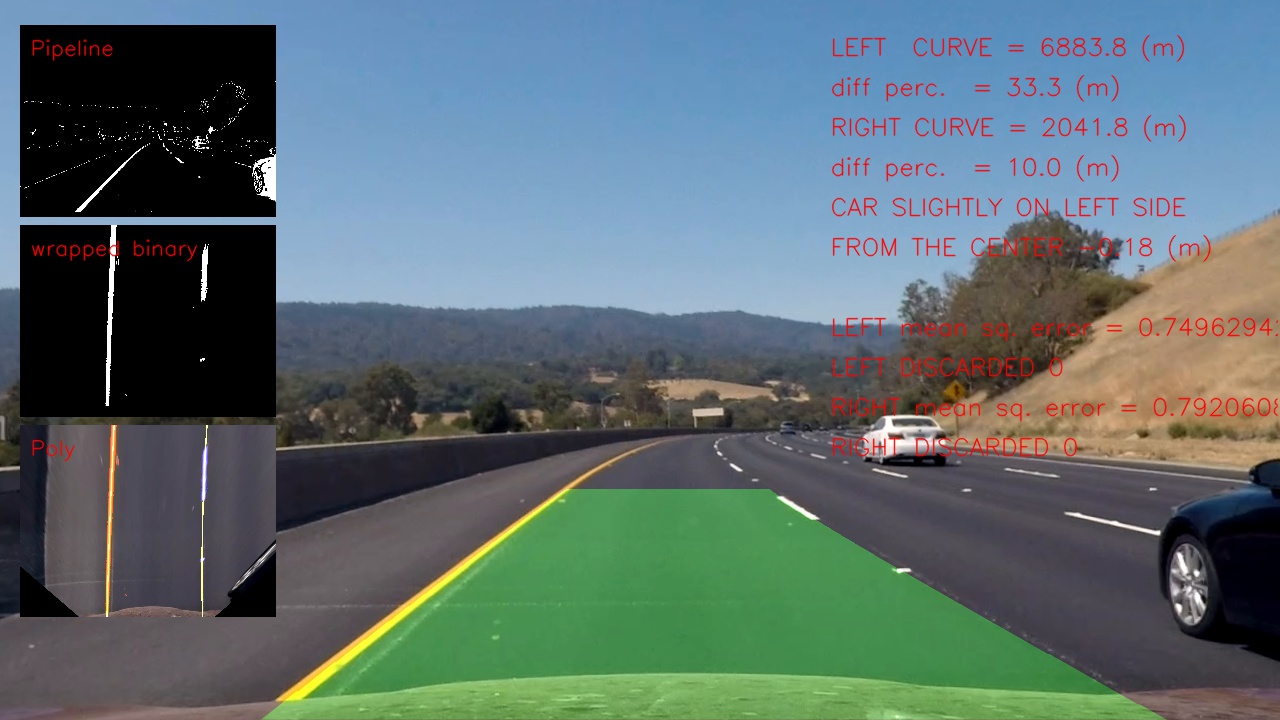 Pipeline
wrapped binary
Poly
LEFT CURVE = 6883.8 (m)
diff perc. = 33.3 (m)
RIGHT CURVE = 2041.8 (m)
diff perc. = 10.0 (m)
CAR SLIGHTLY ON LEFT SIDE
FROM THE CENTER -0.18 (m)
LEFT mean sq. error = 0.7496294
LEFT DISCARDED 0
RIGHT mean sq. error = 0.792060
RIGHT DISCARDED 0